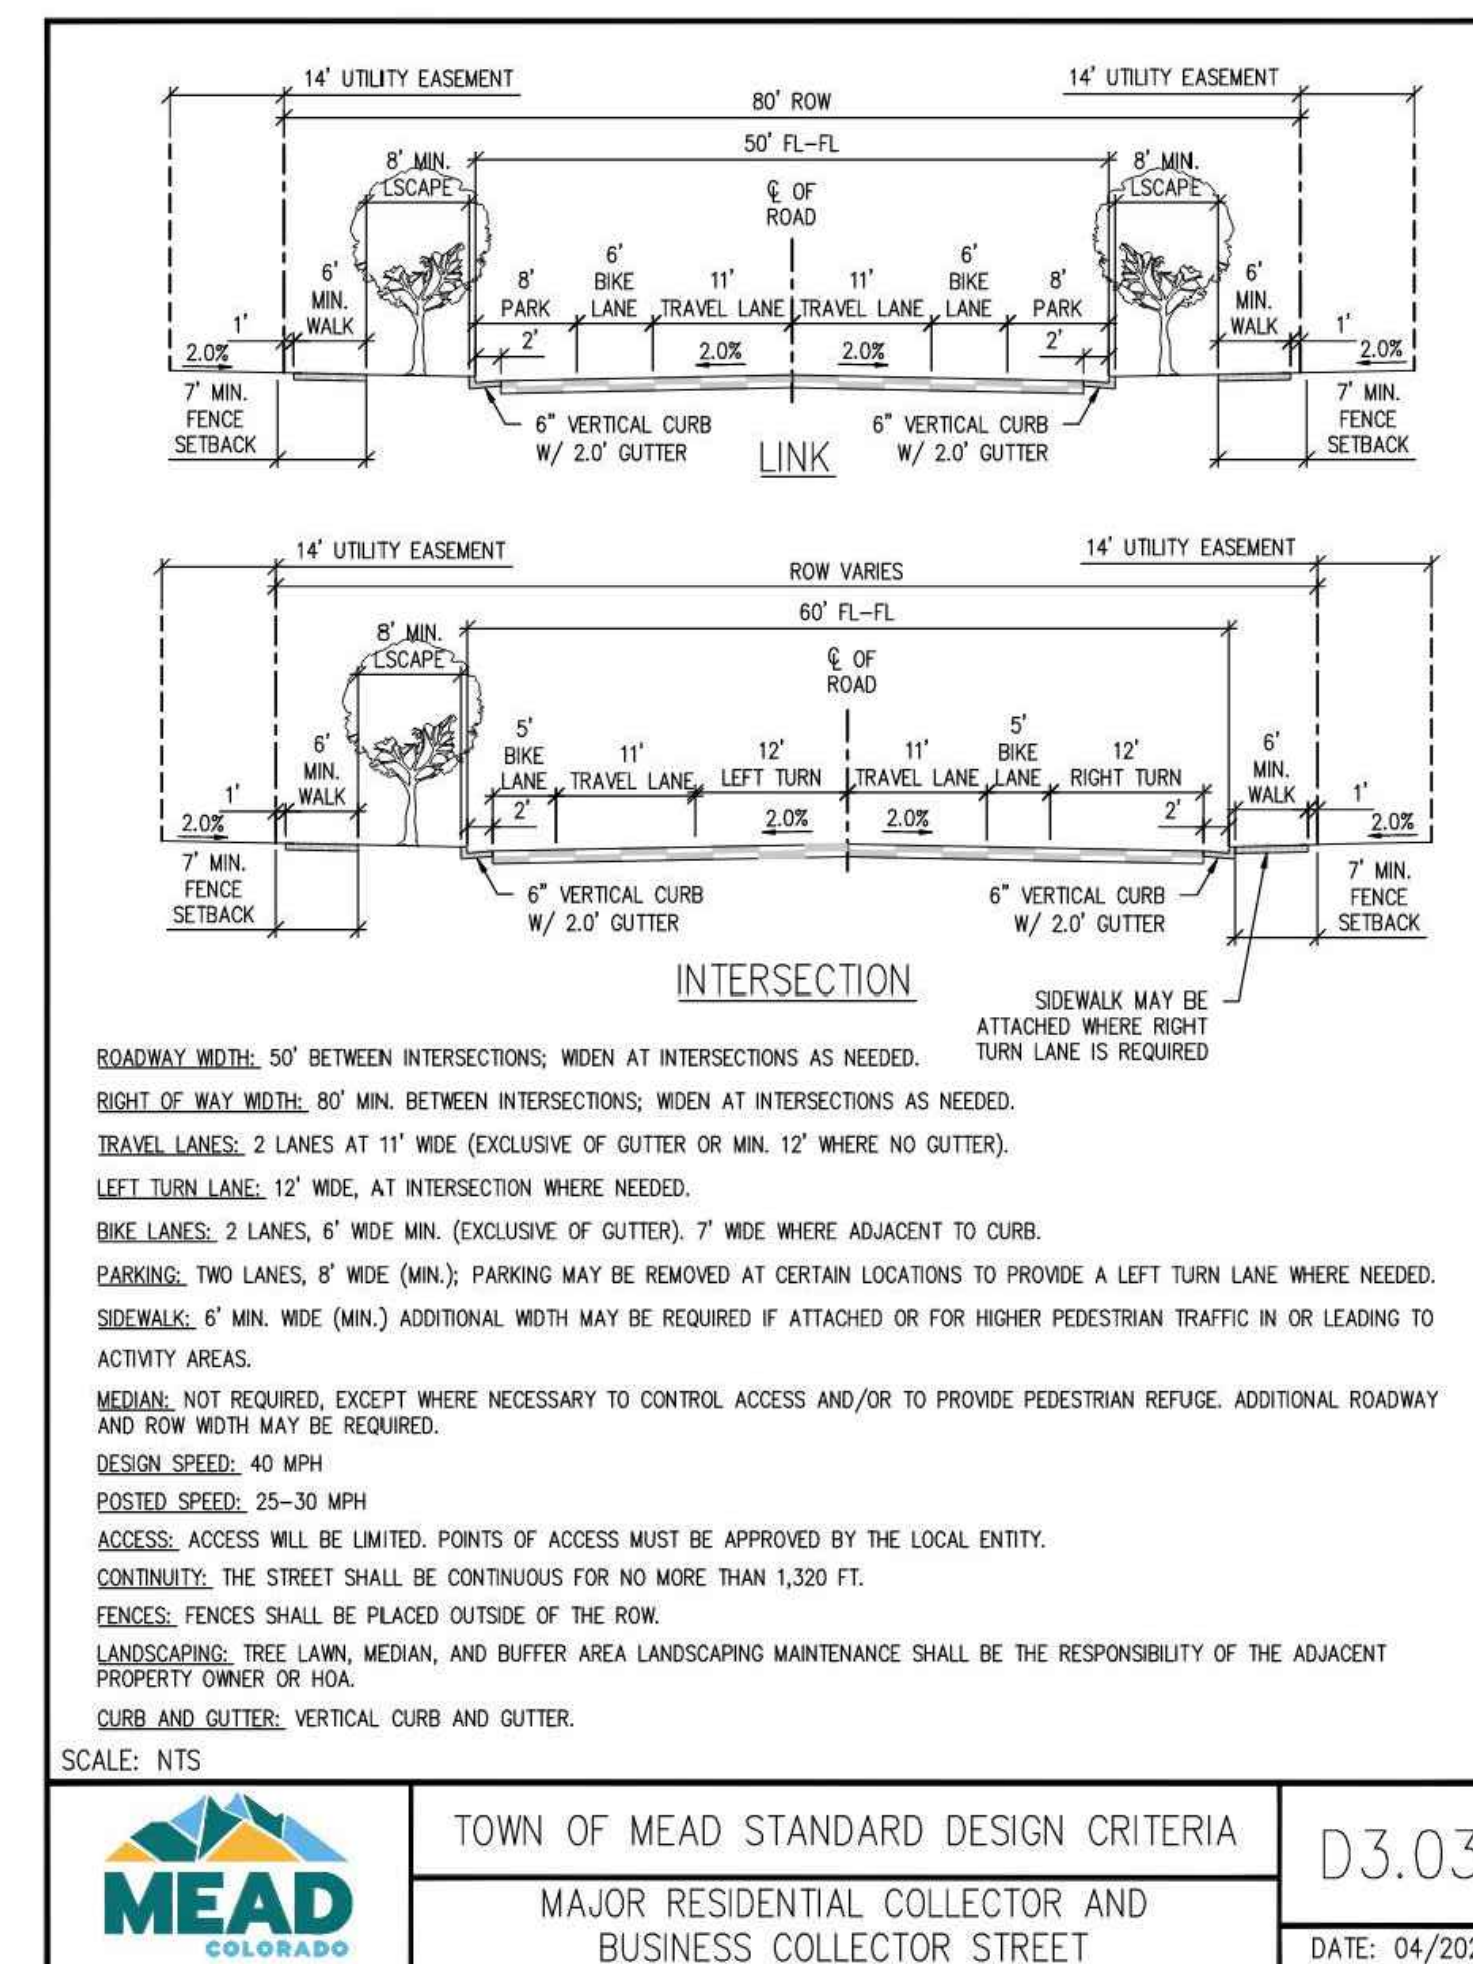 14' UTILITY EASEMENT
14' UTILITY EASEMENT
80' ROW
50' FL-FL
8' MIN.
LSCAPE
8' MIN.
LSCAPE
℄ OF
ROAD
6'
MIN.
WALK
8'
PARK
6'
BIKE
LANE
11'
TRAVEL LANE
11'
TRAVEL LANE
6'
BIKE
LANE
8'
PARK
6'
MIN.
WALK
1'
2'
2'
1'
2.0%
2.0%
2.0%
2.0%
7' MIN.
FENCE
SETBACK
6" VERTICAL CURB
W/ 2.0' GUTTER
6" VERTICAL CURB
W/ 2.0' GUTTER
7' MIN.
FENCE
SETBACK
LINK
14' UTILITY EASEMENT
14' UTILITY EASEMENT
ROW VARIES
60' FL-FL
8' MIN.
LSCAPE
℄ OF
ROAD
6'
MIN.
WALK
5'
BIKE
LANE
11'
TRAVEL LANE
12'
LEFT TURN
11'
TRAVEL LANE
5'
BIKE
LANE
12'
RIGHT TURN
6'
MIN.
WALK
1'
2'
2'
1'
2.0%
2.0%
2.0%
2.0%
7' MIN.
FENCE
SETBACK
6" VERTICAL CURB
W/ 2.0' GUTTER
6" VERTICAL CURB
W/ 2.0' GUTTER
7' MIN.
FENCE
SETBACK
INTERSECTION
SIDEWALK MAY BE
ATTACHED WHERE RIGHT
TURN LANE IS REQUIRED
ROADWAY WIDTH: 50' BETWEEN INTERSECTIONS; WIDEN AT INTERSECTIONS AS NEEDED.
RIGHT OF WAY WIDTH: 80' MIN. BETWEEN INTERSECTIONS; WIDEN AT INTERSECTIONS AS NEEDED.
TRAVEL LANES: 2 LANES AT 11' WIDE (EXCLUSIVE OF GUTTER OR MIN. 12' WHERE NO GUTTER).
LEFT TURN LANE: 12' WIDE, AT INTERSECTION WHERE NEEDED.
BIKE LANES: 2 LANES, 6' WIDE MIN. (EXCLUSIVE OF GUTTER). 7' WIDE WHERE ADJACENT TO CURB.
PARKING: TWO LANES, 8' WIDE (MIN.); PARKING MAY BE REMOVED AT CERTAIN LOCATIONS TO PROVIDE A LEFT TURN LANE WHERE NEEDED.
SIDEWALK: 6' MIN. WIDE (MIN.) ADDITIONAL WIDTH MAY BE REQUIRED IF ATTACHED OR FOR HIGHER PEDESTRIAN TRAFFIC IN OR LEADING TO
ACTIVITY AREAS.
MEDIAN: NOT REQUIRED, EXCEPT WHERE NECESSARY TO CONTROL ACCESS AND/OR TO PROVIDE PEDESTRIAN REFUGE. ADDITIONAL ROADWAY
AND ROW WIDTH MAY BE REQUIRED.
DESIGN SPEED: 40 MPH
POSTED SPEED: 25-30 MPH
ACCESS: ACCESS WILL BE LIMITED. POINTS OF ACCESS MUST BE APPROVED BY THE LOCAL ENTITY.
CONTINUITY: THE STREET SHALL BE CONTINUOUS FOR NO MORE THAN 1,320 FT.
FENCES: FENCES SHALL BE PLACED OUTSIDE OF THE ROW.
LANDSCAPING: TREE LAWN, MEDIAN, AND BUFFER AREA LANDSCAPING MAINTENANCE SHALL BE THE RESPONSIBILITY OF THE ADJACENT
PROPERTY OWNER OR HOA.
CURB AND GUTTER: VERTICAL CURB AND GUTTER.
SCALE: NTS
MEAD
COLORADO
TOWN OF MEAD STANDARD DESIGN CRITERIA
MAJOR RESIDENTIAL COLLECTOR AND
BUSINESS COLLECTOR STREET
D3.03
DATE: 04/202